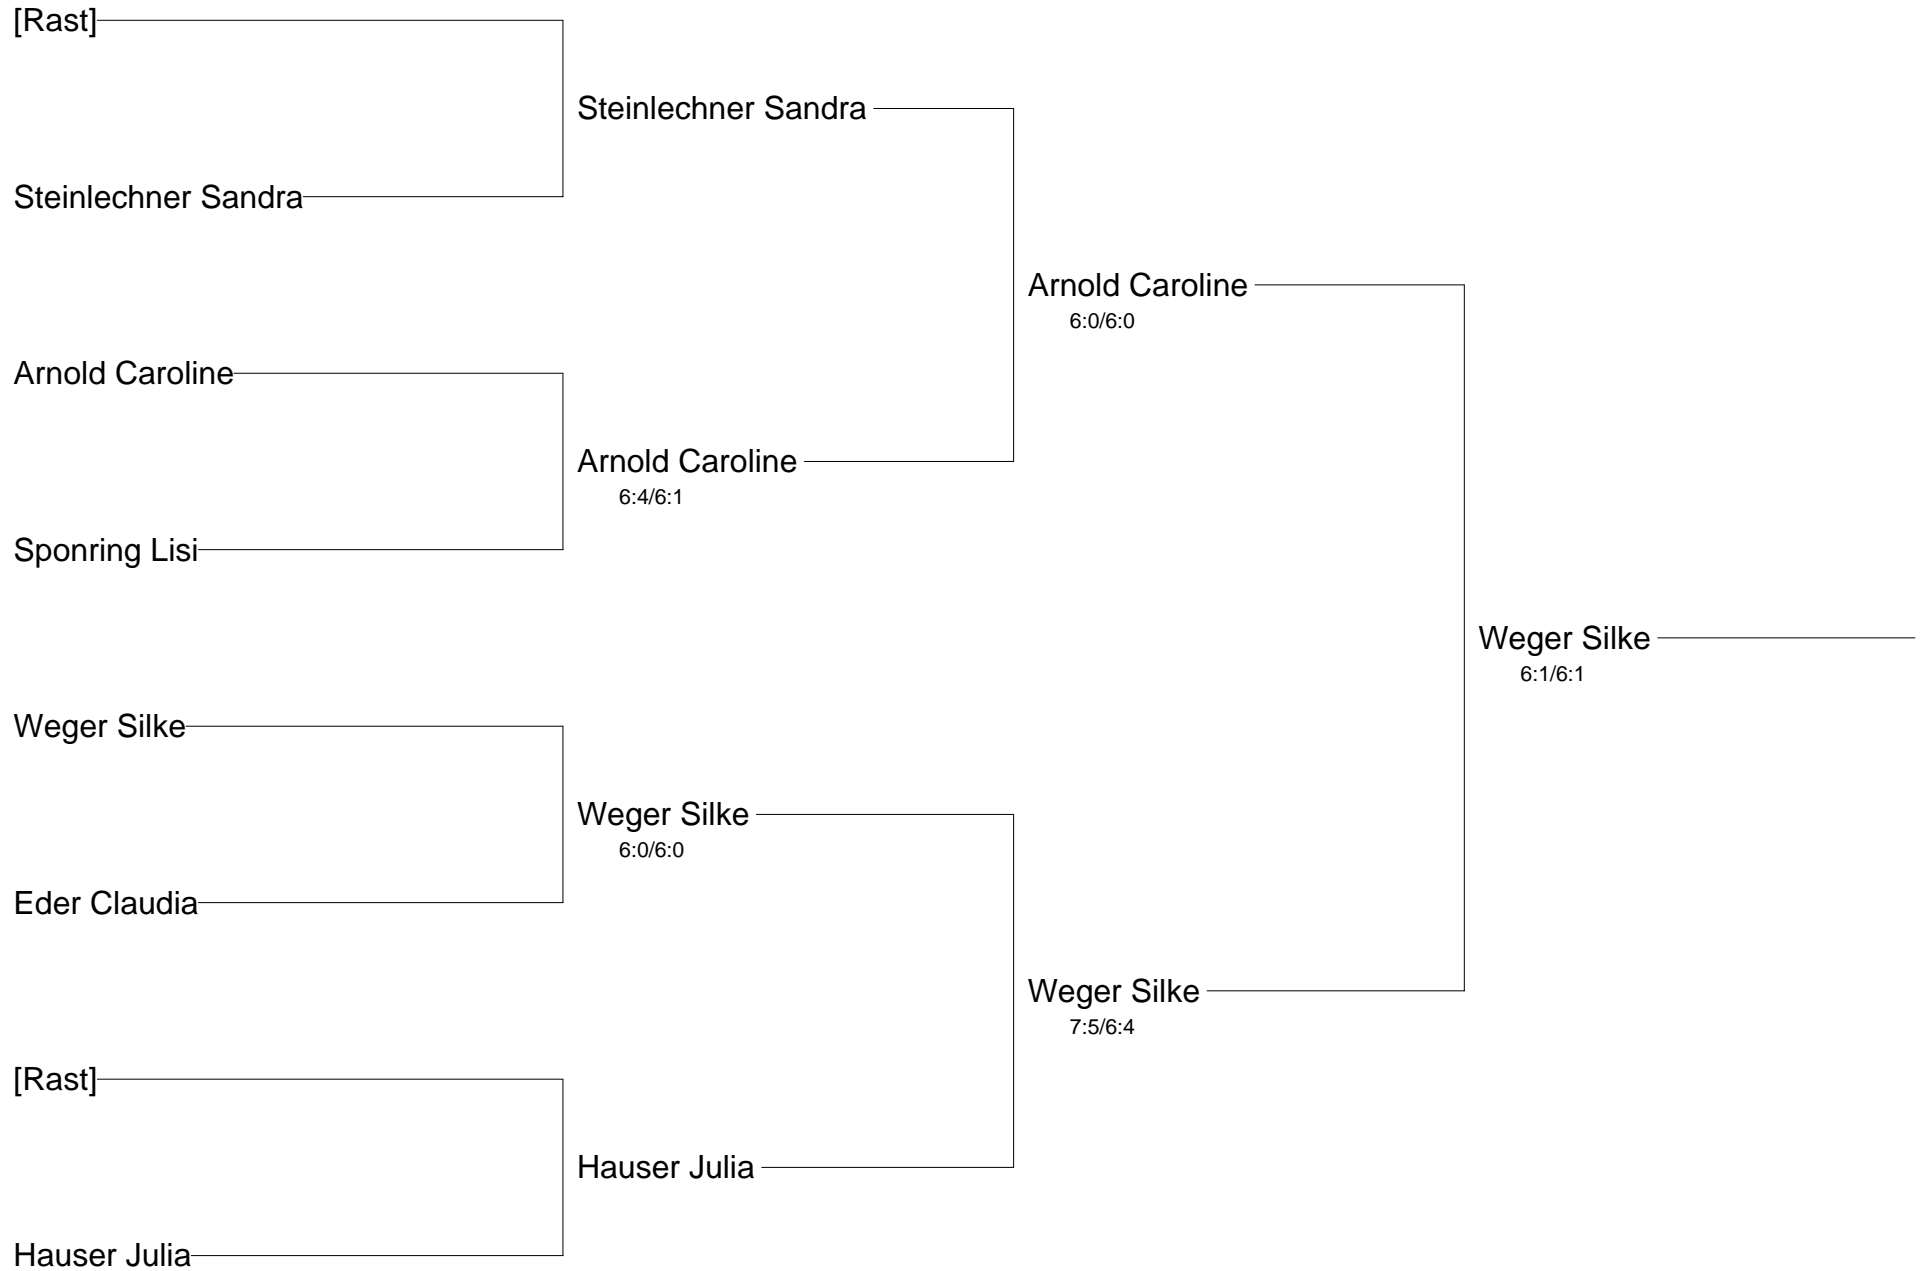 [Rast]
Steinlechner Sandra
Steinlechner Sandra
Arnold Caroline
6:0/6:0
Arnold Caroline
Arnold Caroline
6:4/6:1
Sponring Lisi
Weger Silke
6:1/6:1
Weger Silke
Weger Silke
6:0/6:0
Eder Claudia
Weger Silke
7:5/6:4
[Rast]
Hauser Julia
Hauser Julia